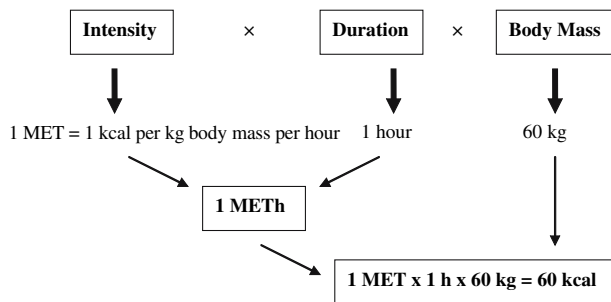 Intensity × Duration × Body Mass
1 MET = 1 kcal per kg body mass per hour 1 hour 60 kg
1 METh
1 MET x 1 h x 60 kg = 60 kcal